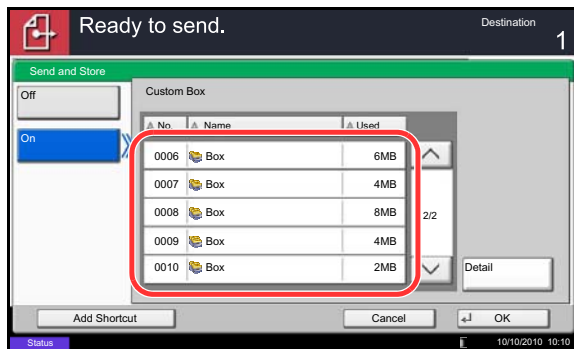 Ready to send.
Destination
1
Send and Store
Off
On
Custom Box
No. Name Used
0006 Box 6MB
0007 Box 4MB
0008 Box 8MB
0009 Box 4MB
0010 Box 2MB
2/2
Detail
Add Shortcut
Cancel
OK
Status
10/10/2010 10:10